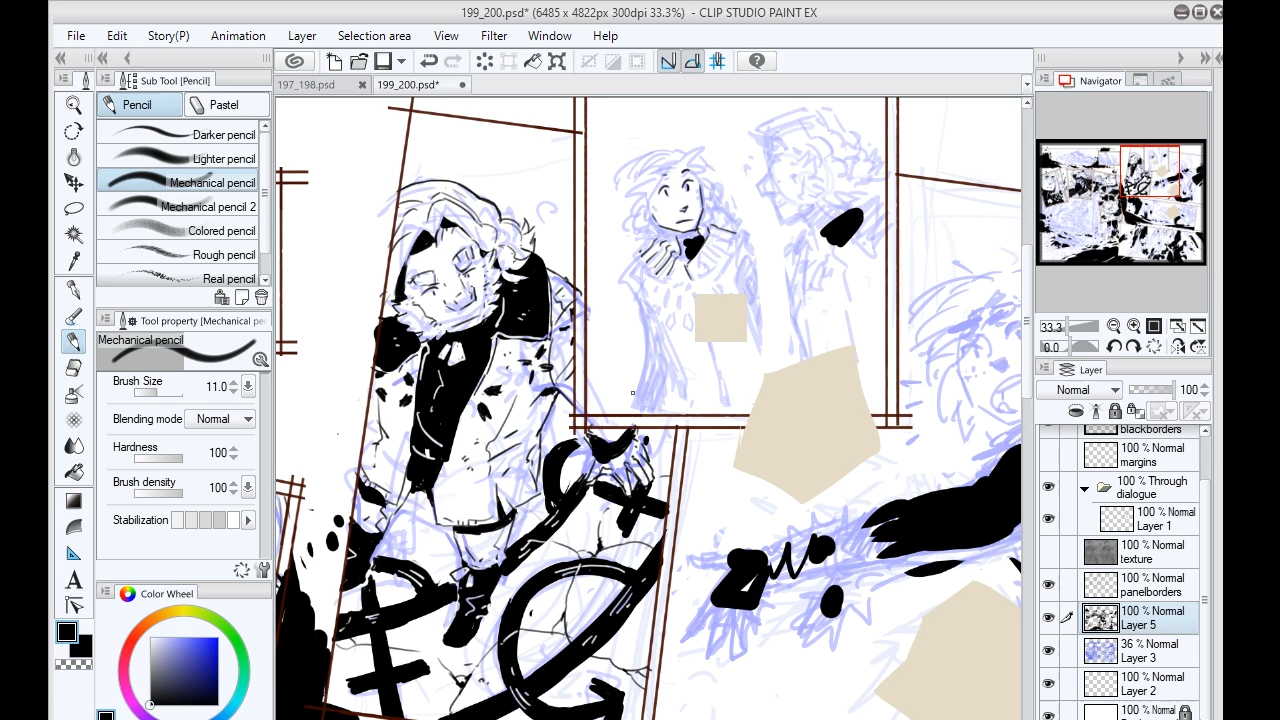 199_200.psd* (6485 x 4822px 300dpi 33.3%) - CLIP STUDIO PAINT EX
File Edit Story(P) Animation Layer Selection area View Filter Window Help
Sub Tool [Pencil]
197_198.psd 199_200.psd*
Navigator
Pencil Pastel
Darker pencil
Lighter pencil
Mechanical pencil
Mechanical pencil 2
Colored pencil
Rough pencil
Real pencil
Tool property [Mechanical pe
Mechanical pencil
Brush Size 11.0
Blending mode Normal
Hardness 100
Brush density 100
Stabilization
Color Wheel
33.3
0.0
Layer
Normal 100
blackborders
100 % Normal
margins
100 % Through
dialogue
100 % Normal
Layer 1
100 % Normal
texture
100 % Normal
panelborders
100 % Normal
Layer 5
36 % Normal
Layer 3
100 % Normal
Layer 2
100 % Normal